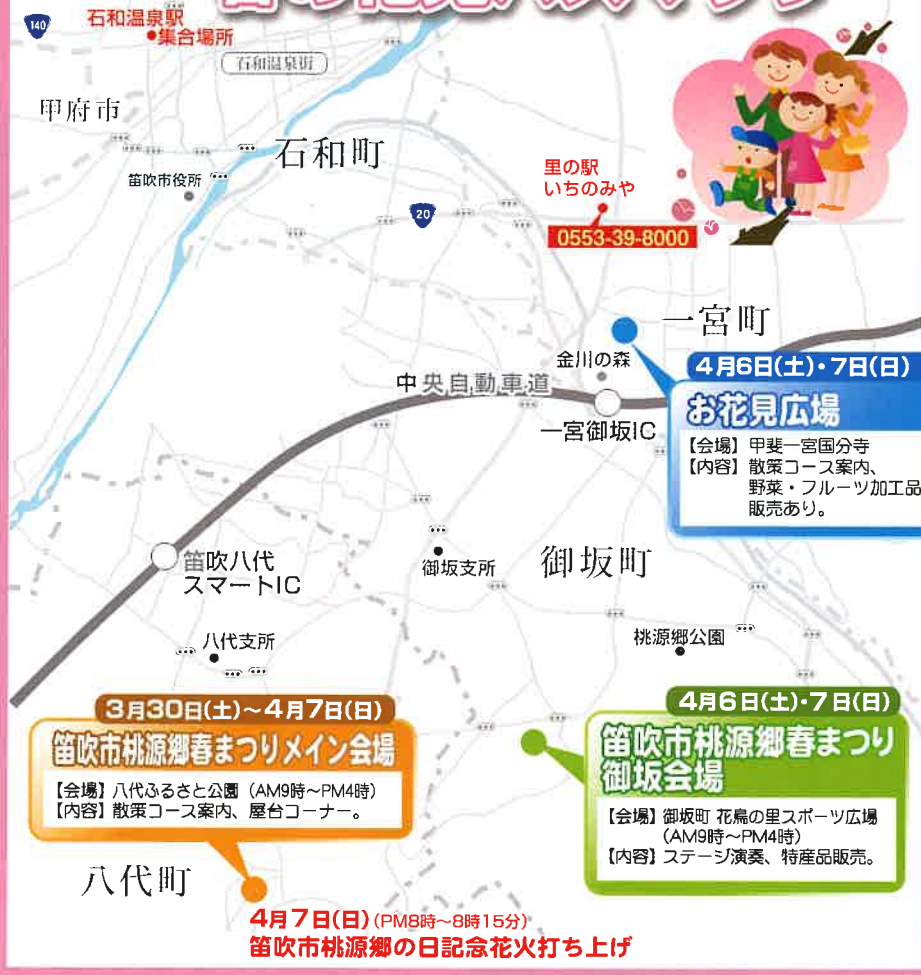 140
石和温泉駅
集合場所
石和温泉街
甲府市
石和町
笛吹市役所
里の駅
いちのみや
20
0553-39-8000
一宮町
金川の森
中央自動車道
一宮御坂IC
4月6日(土)・7日(日)
お花見広場
【会場】甲斐一宮国分寺
【内容】散策コース案内、
野菜・フルーツ加工品
販売あり。
笛吹八代
スマートIC
御坂支所
御坂町
八代支所
桃源郷公園
3月30日(土)～4月7日(日)
笛吹市桃源郷春まつりメイン会場
【会場】八代ふるさと公園（AM9時～PM4時）
【内容】散策コース案内、屋台コーナー。
4月6日(土)・7日(日)
笛吹市桃源郷春まつり
御坂会場
【会場】御坂町 花鳥の里スポーツ広場
（AM9時～PM4時）
【内容】ステージ演奏、特産品販売。
八代町
4月7日(日)(PM8時～8時15分)
笛吹市桃源郷の日記念花火打ち上げ